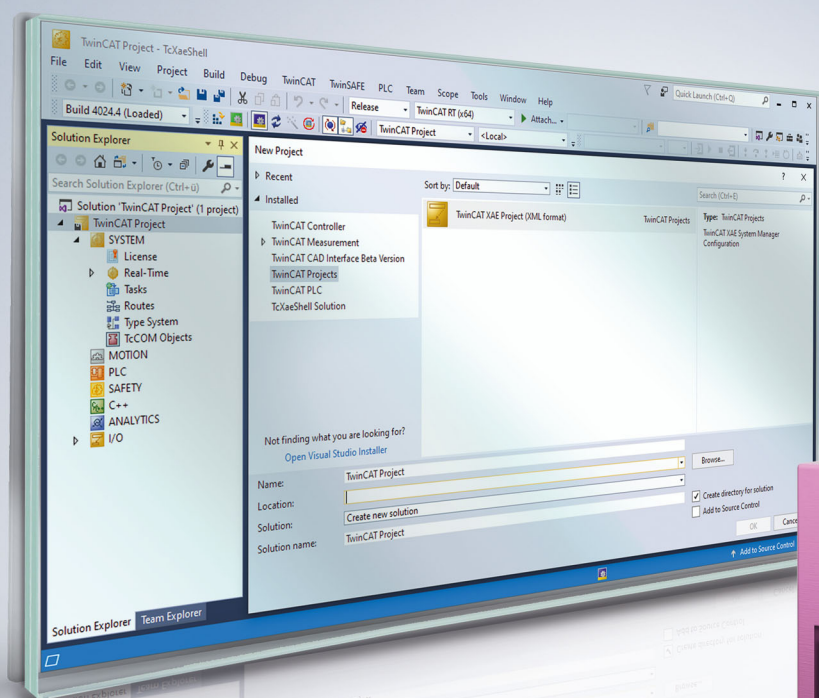 TwinCAT Project - TcXaeShell
File Edit View Project Build Debug TwinCAT TwinSAFE PLC Team Scope Tools Window Help
Quick Launch (Ctrl+Q)
Release TwinCAT RT (x64) Attach...
Build 4024.4 (Loaded) TwinCAT Project <Local>
Solution Explorer
Search Solution Explorer (Ctrl+ü)
Solution 'TwinCAT Project' (1 project)
TwinCAT Project
SYSTEM
License
Real-Time
Tasks
Routes
Type System
TcCOM Objects
MOTION
PLC
SAFETY
C++
ANALYTICS
I/O
Solution Explorer Team Explorer
New Project
? X
Recent
Installed
TwinCAT Controller
TwinCAT Measurement
TwinCAT CAD Interface Beta Version
TwinCAT Projects
TwinCAT PLC
TcXaeShell Solution
Not finding what you are looking for?
Open Visual Studio Installer
Sort by: Default
TwinCAT XAE Project (XML format) TwinCAT Projects
Search (Ctrl+E)
Type: TwinCAT Projects
TwinCAT XAE System Manager
Configuration
Name: TwinCAT Project
Location:
Browse...
Solution: Create new solution
Solution name: TwinCAT Project
Create directory for solution
Add to Source Control
OK Cance
Add to Source Control